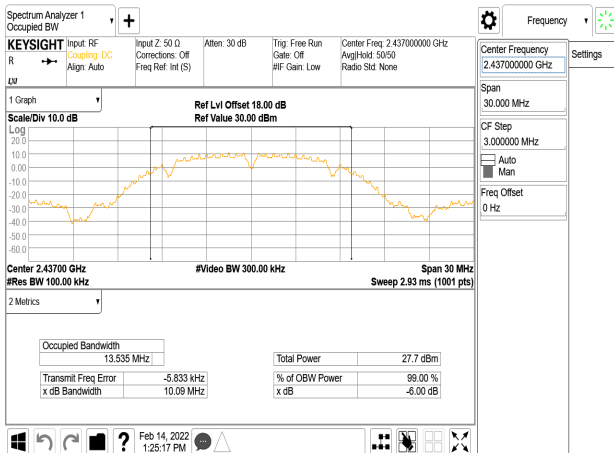 Spectrum Analyzer 1
Occupied BW
Frequency
KEYSIGHT
R
Input: RF
Coupling: DC
Align: Auto
Input Z: 50 Ω
Corrections: Off
Freq Ref: Int (S)
Atten: 30 dB
Trig: Free Run
Gate: Off
#IF Gain: Low
Center Freq: 2.437000000 GHz
Avg|Hold: 50/50
Radio Std: None
Center Frequency
2.437000000 GHz
Settings
Span
30.000 MHz
CF Step
3.000000 MHz
Auto
Man
Freq Offset
0 Hz
1 Graph
Scale/Div 10.0 dB
Ref Lvl Offset 18.00 dB
Ref Value 30.00 dBm
Log
20.0
10.0
0.00
-10.0
-20.0
-30.0
-40.0
-50.0
-60.0
Center 2.43700 GHz
#Video BW 300.00 kHz
Span 30 MHz
#Res BW 100.00 kHz
Sweep 2.93 ms (1001 pts)
2 Metrics
Occupied Bandwidth
13.535 MHz
Total Power 27.7 dBm
Transmit Freq Error -5.833 kHz
% of OBW Power 99.00 %
x dB Bandwidth 10.09 MHz
x dB -6.00 dB
?
Feb 14, 2022
1:25:17 PM